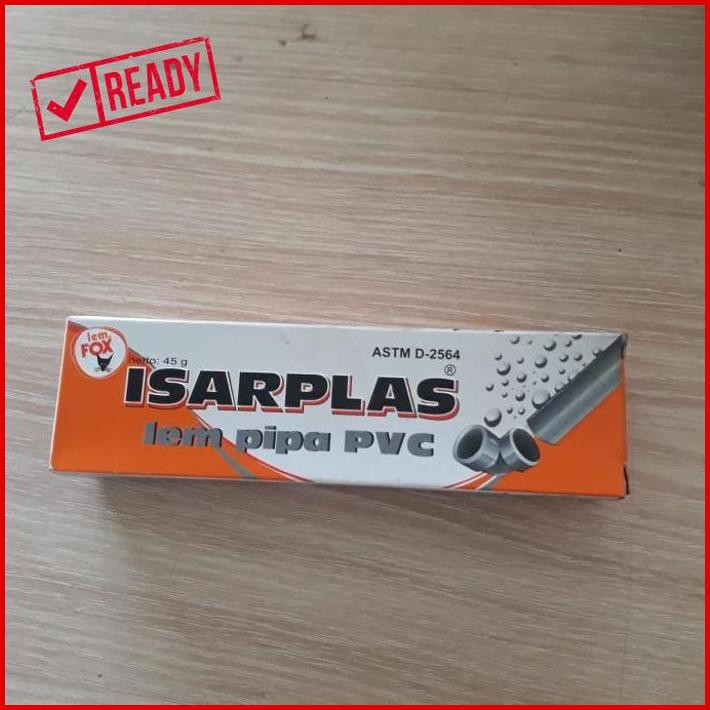 READY
lem
FOX
netto: 45 g
ASTM D-2564
ISARPLAS®
lem pipa PVC